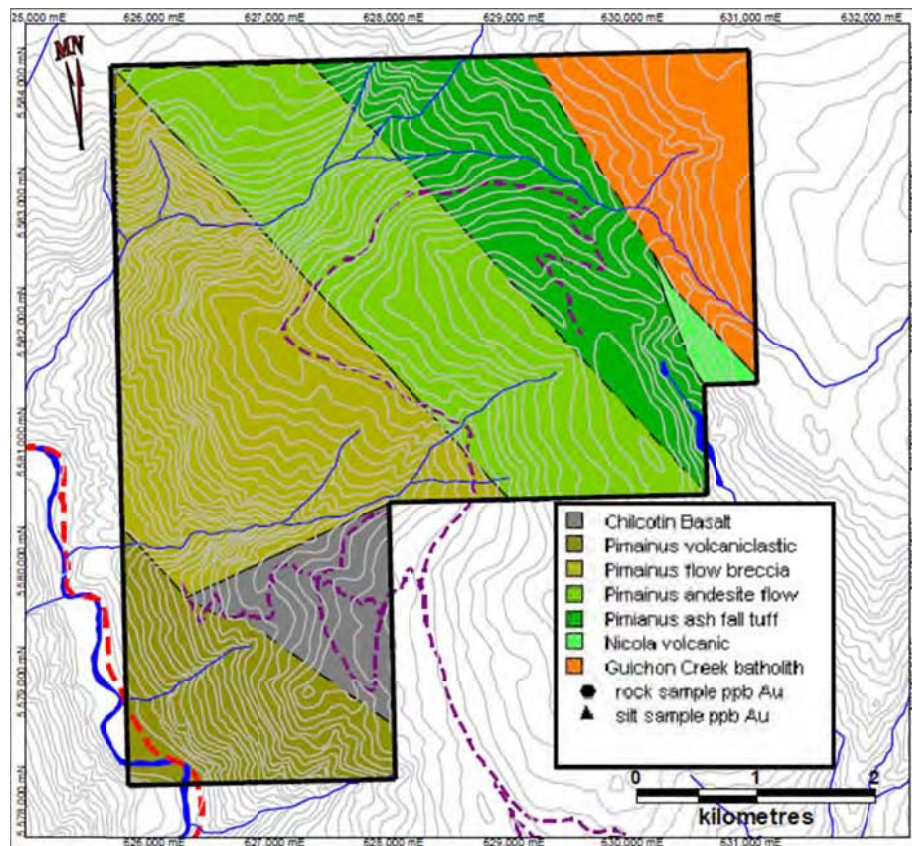 25,000 mE 626,000 mE 627,000 mE 628,000 mE 629,000 mE 630,000 mE 631,000 mE 632,000 mE
MN
5,584,000 mN
5,583,000 mN
5,582,000 mN
5,581,000 mN
5,580,000 mN
5,579,000 mN
5,578,000 mN
Chilcotin Basalt
Pimainus volcaniclastic
Pimainus flow breccia
Pimainus andesite flow
Pimianus ash fall tuff
Nicola volcanic
Guichon Creek batholith
rock sample ppb Au
silt sample ppb Au
0 1 2
kilometres
626,000 mE 627,000 mE 628,000 mE 629,000 mE 630,000 mE 631,000 mE